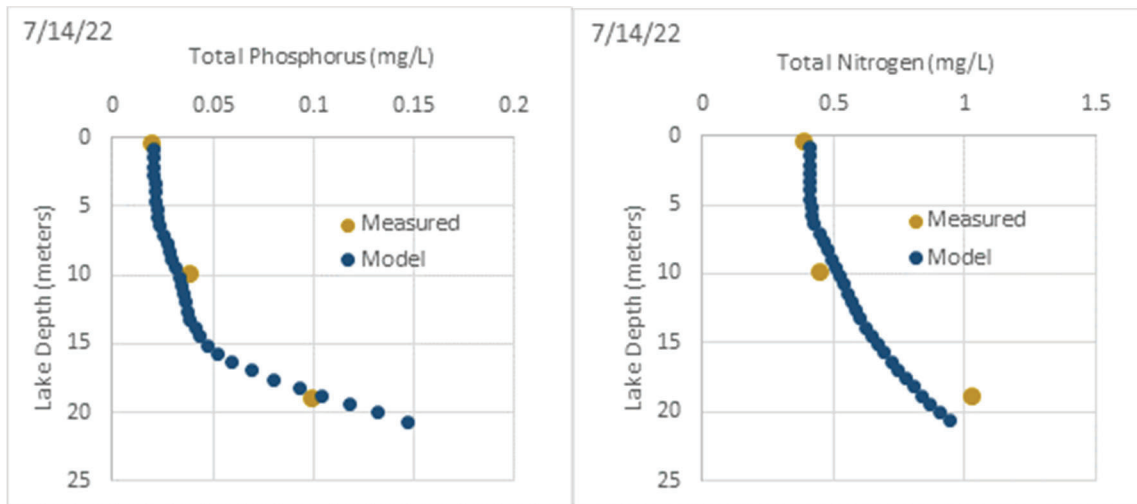 7/14/22
Total Phosphorus (mg/L)
0 0.05 0.1 0.15 0.2
0
5
10
15
20
25
Lake Depth (meters)
Measured
Model
7/14/22
Total Nitrogen (mg/L)
0 0.5 1 1.5
0
5
10
15
20
25
Lake Depth (meters)
Measured
Model